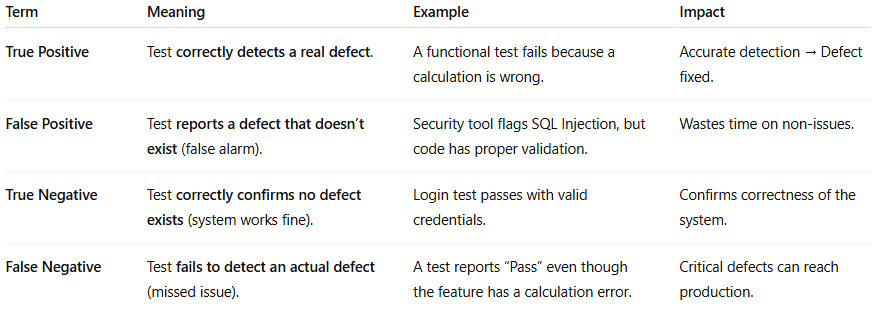 Term Meaning Example Impact
True Positive Test correctly detects a real defect. A functional test fails because a Accurate detection → Defect
calculation is wrong. fixed.
False Positive Test reports a defect that doesn’t Security tool flags SQL Injection, but Wastes time on non-issues.
exist (false alarm). code has proper validation.
True Negative Test correctly confirms no defect Login test passes with valid Confirms correctness of the
exists (system works fine). credentials. system.
False Negative Test fails to detect an actual defect A test reports “Pass” even though Critical defects can reach
(missed issue). the feature has a calculation error. production.